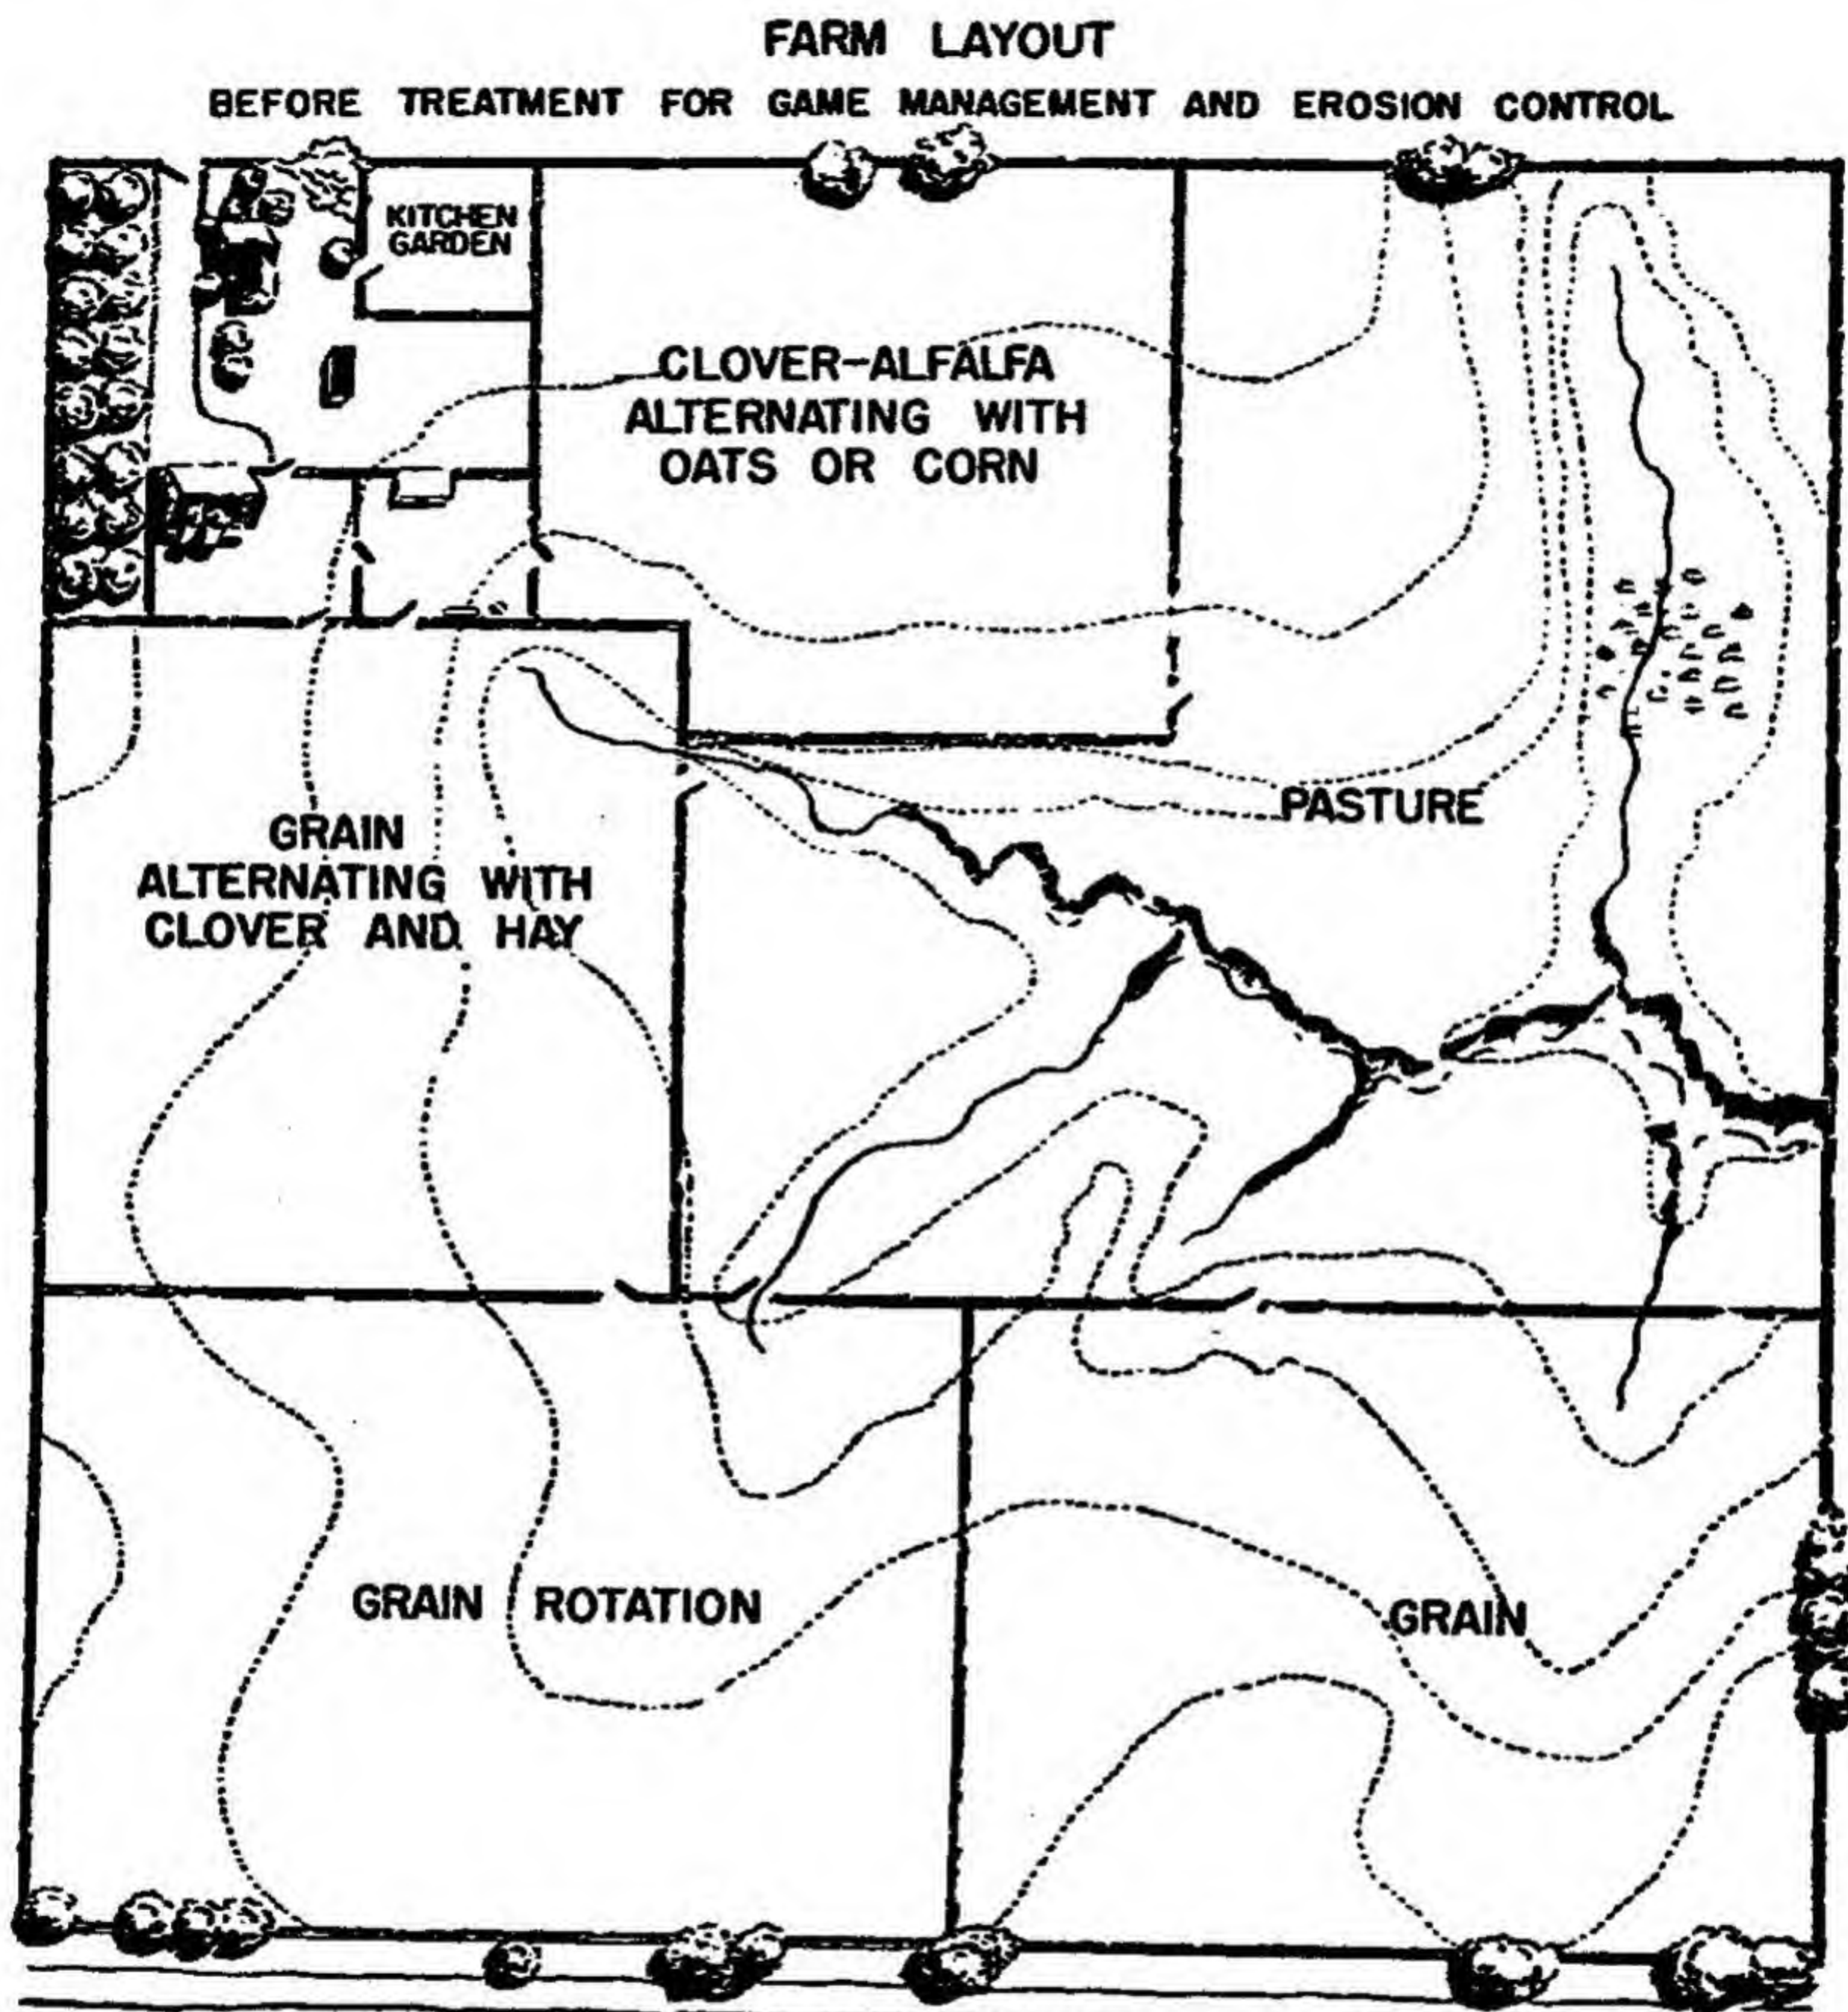 FARM LAYOUT
BEFORE TREATMENT FOR GAME MANAGEMENT AND EROSION CONTROL
KITCHEN
GARDEN
CLOVER-ALFALFA
ALTERNATING WITH
OATS OR CORN
PASTURE
GRAIN
ALTERNATING WITH
CLOVER AND HAY
GRAIN ROTATION
GRAIN